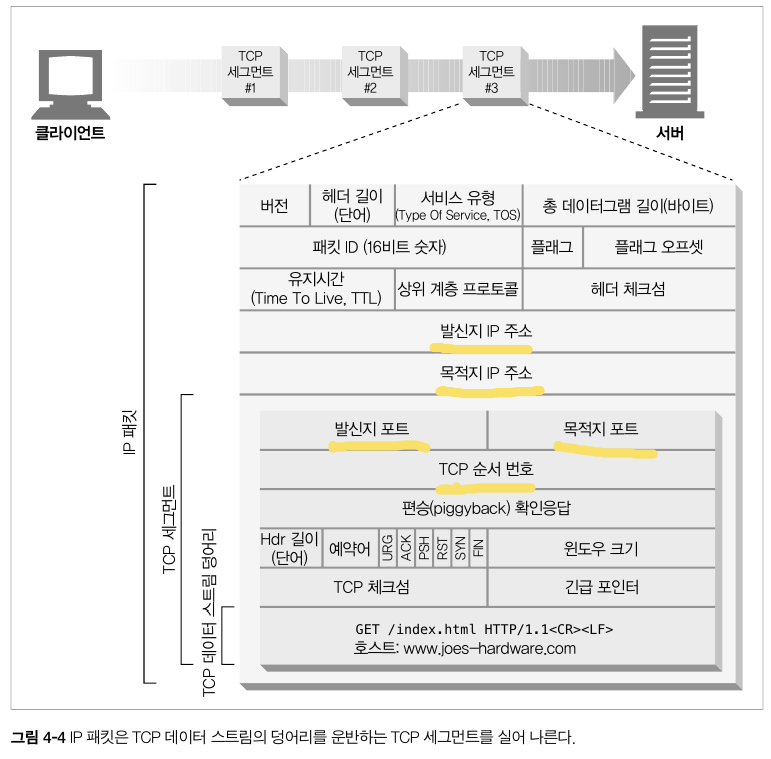 TCP
세그먼트
#1
TCP
세그먼트
#2
TCP
세그먼트
#3
클라이언트
서버
버전
헤더 길이
(단어)
서비스 유형
(Type Of Service, TOS)
총 데이터그램 길이(바이트)
패킷 ID (16비트 숫자)
플래그
플래그 오프셋
유지시간
(Time To Live, TTL)
상위 계층 프로토콜
헤더 체크섬
발신지 IP 주소
목적지 IP 주소
발신지 포트
목적지 포트
TCP 순서 번호
편승(piggyback) 확인응답
Hdr 길이
(단어)
예약어
URG
ACK
PSH
RST
SYN
FIN
윈도우 크기
TCP 체크섬
긴급 포인터
GET /index.html HTTP/1.1<CR><LF>
호스트: www.joes-hardware.com
IP 패킷
TCP 세그먼트
TCP 데이터 스트림 덩어리
그림 4-4 IP 패킷은 TCP 데이터 스트림의 덩어리를 운반하는 TCP 세그먼트를 실어 나른다.